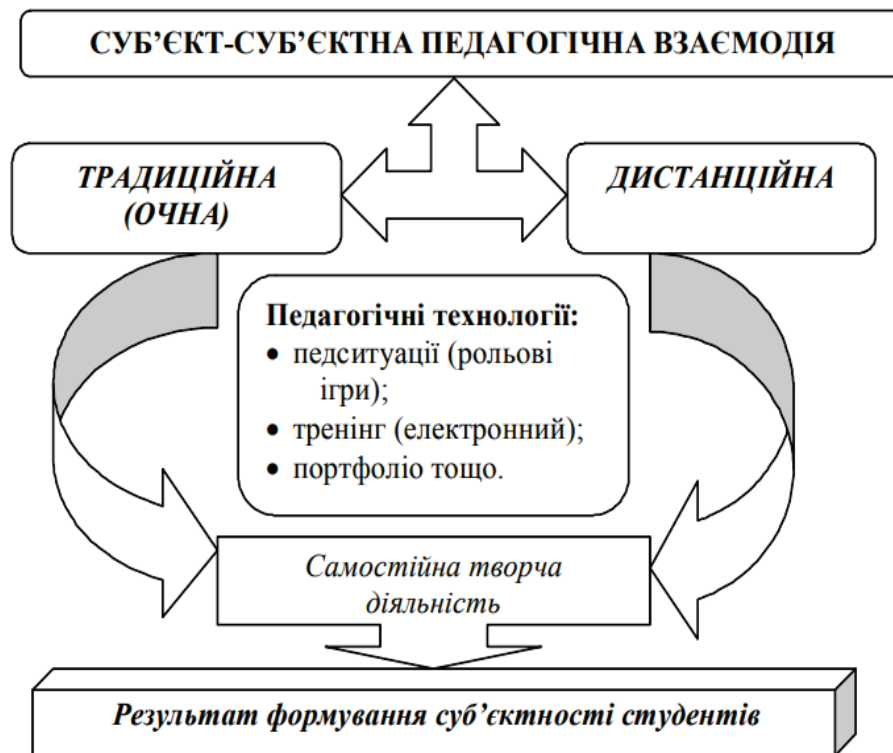 СУБ’ЄКТ-СУБ’ЄКТНА ПЕДАГОГІЧНА ВЗАЄМОДІЯ
ТРАДИЦІЙНА
(ОЧНА)
ДИСТАНЦІЙНА
Педагогічні технології:
• педситуації (рольові
ігри);
• тренінг (електронний);
• портфоліо тощо.
Самостійна творча
діяльність
Результат формування суб’єктності студентів